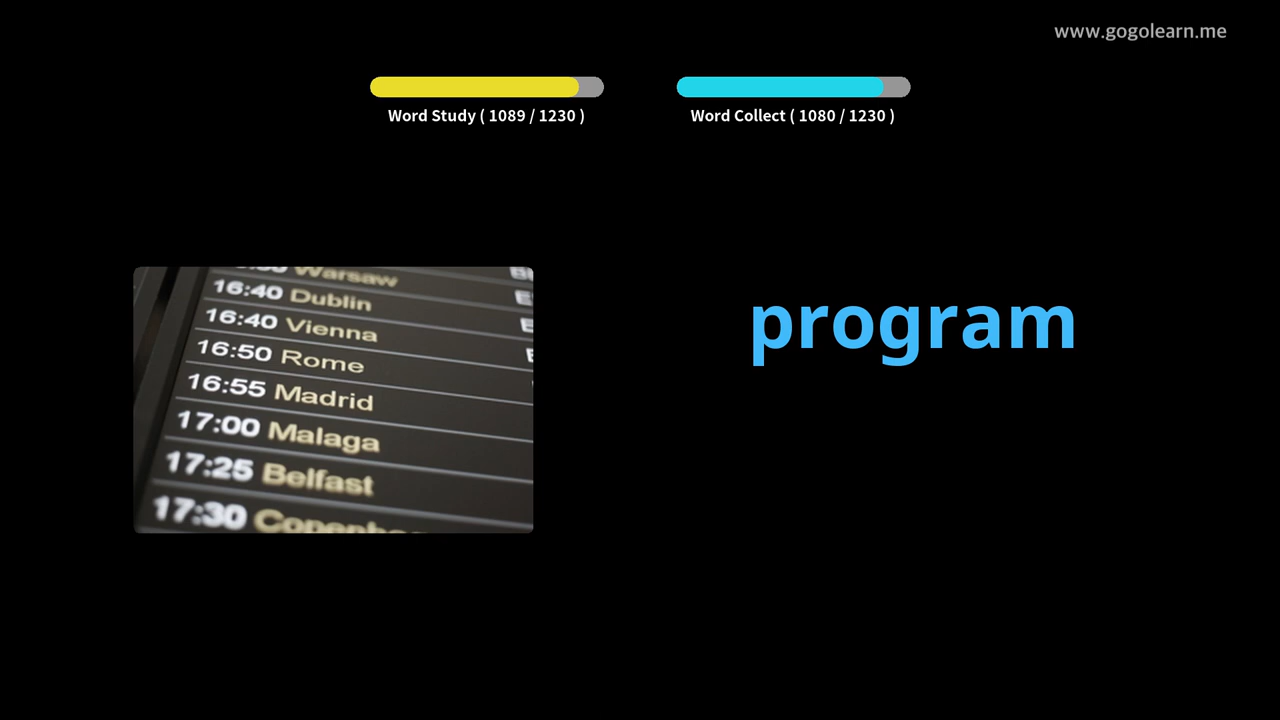 www.gogolearn.me
Word Study ( 1089 / 1230 )
Word Collect ( 1080 / 1230 )
program
Warsaw
16:40 Dublin
16:40 Vienna
16:50 Rome
16:55 Madrid
17:00 Malaga
17:25 Belfast
17:30